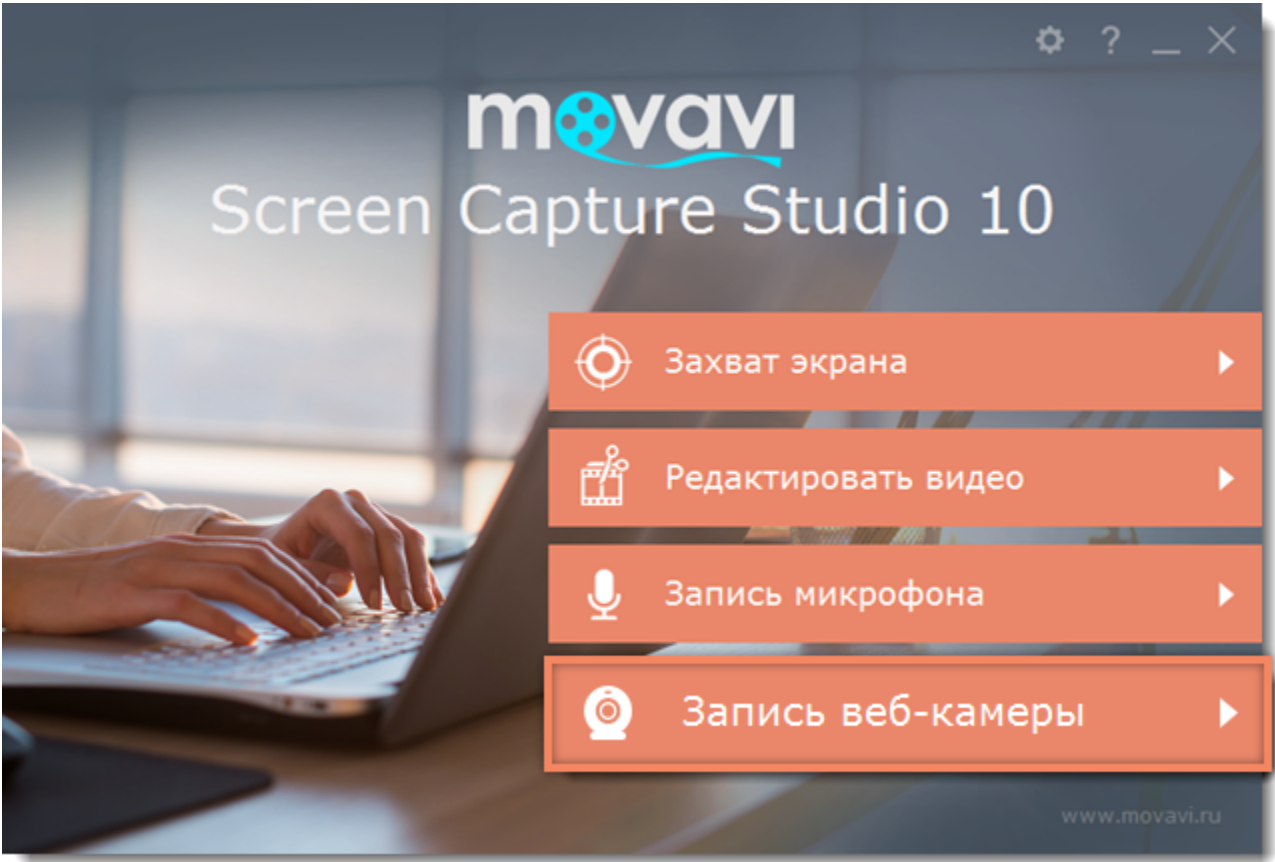 ?
movavi
Screen Capture Studio 10
Захват экрана
Редактировать видео
Запись микрофона
Запись веб-камеры
www.movavi.ru